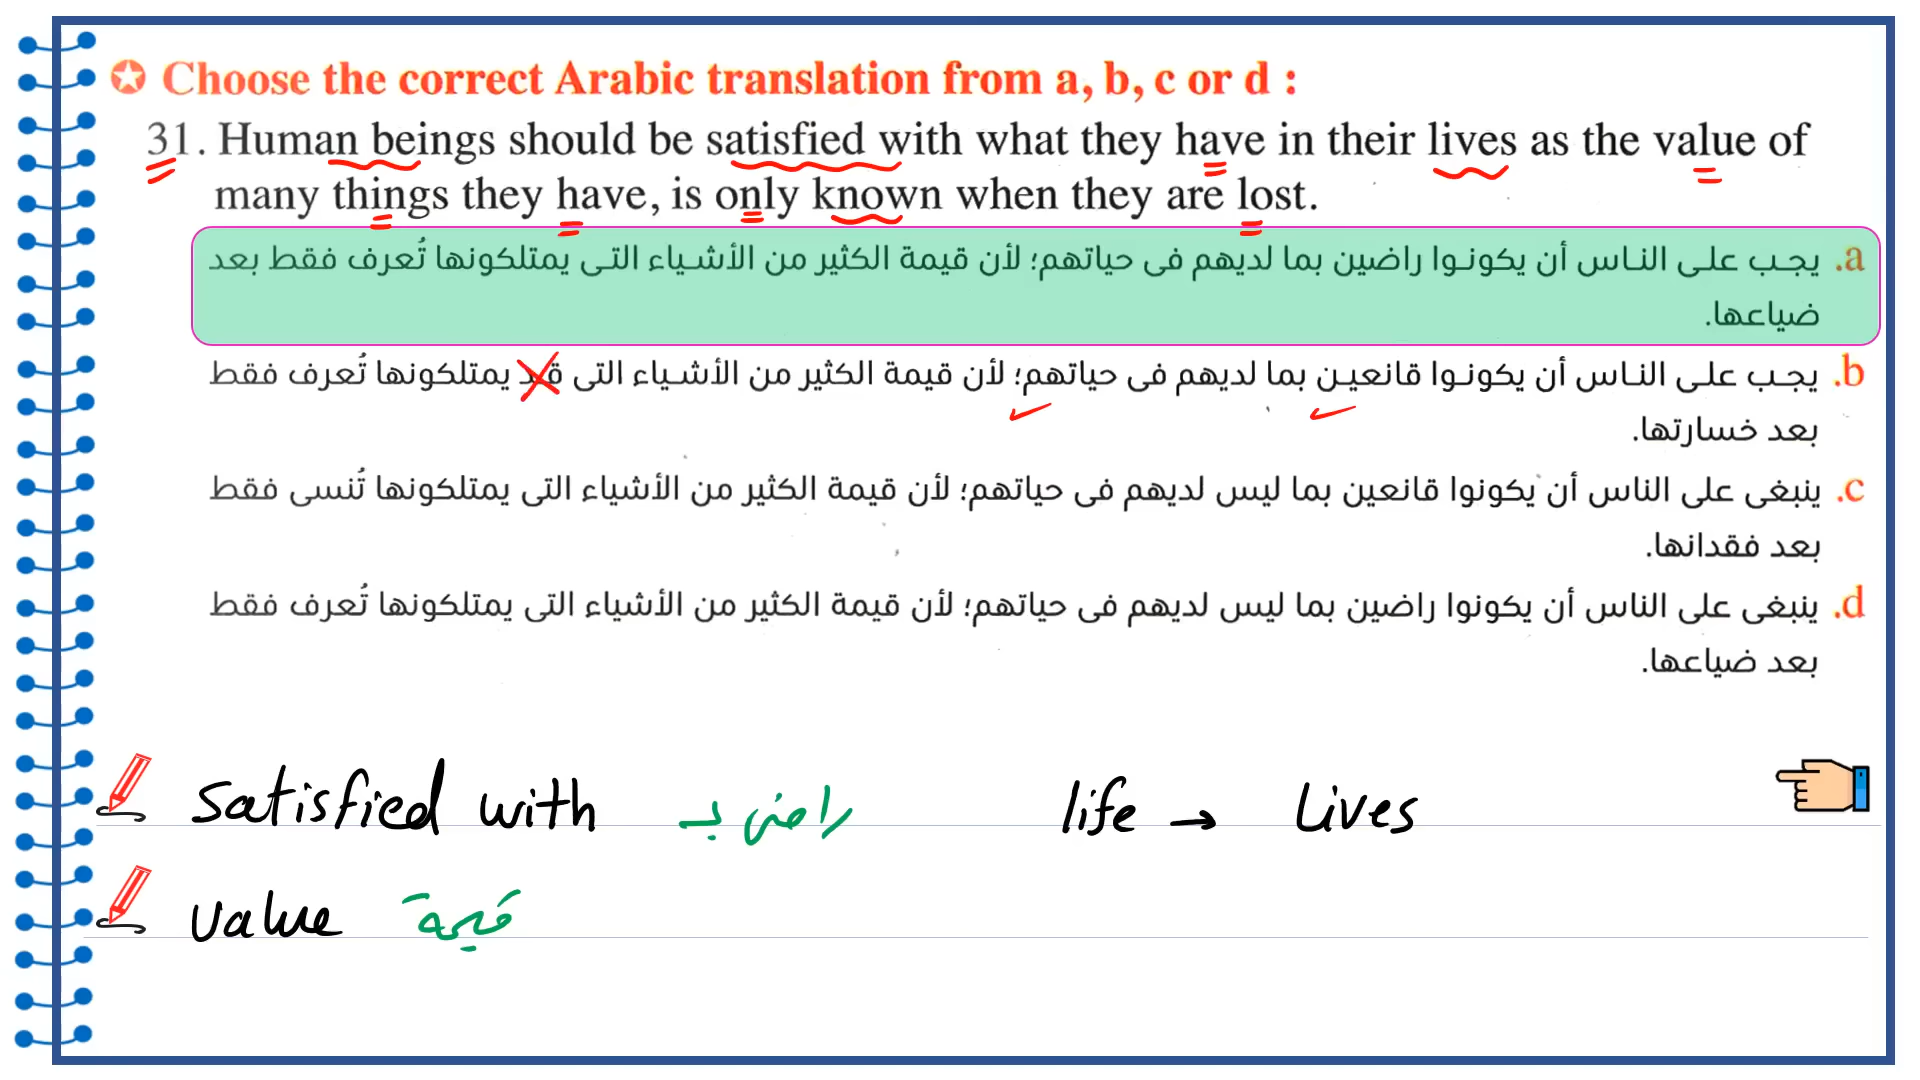 Choose the correct Arabic translation from a, b, c or d :
31. Human beings should be satisfied with what they have in their lives as the value of
many things they have, is only known when they are lost.
a. يجب على الناس أن يكونوا راضين بما لديهم فى حياتهم؛ لأن قيمة الكثير من الأشياء التى يمتلكونها تُعرف فقط بعد
ضياعها.
b. يجب على الناس أن يكونوا قانعين بما لديهم فى حياتهم؛ لأن قيمة الكثير من الأشياء التى قد يمتلكونها تُعرف فقط
بعد خسارتها.
c. ينبغى على الناس أن يكونوا قانعين بما ليس لديهم فى حياتهم؛ لأن قيمة الكثير من الأشياء التى يمتلكونها تُنسى فقط
بعد فقدانها.
d. ينبغى على الناس أن يكونوا راضين بما ليس لديهم فى حياتهم؛ لأن قيمة الكثير من الأشياء التى يمتلكونها تُعرف فقط
بعد ضياعها.
satisfied with راضى بـ life → Lives
value قيمة